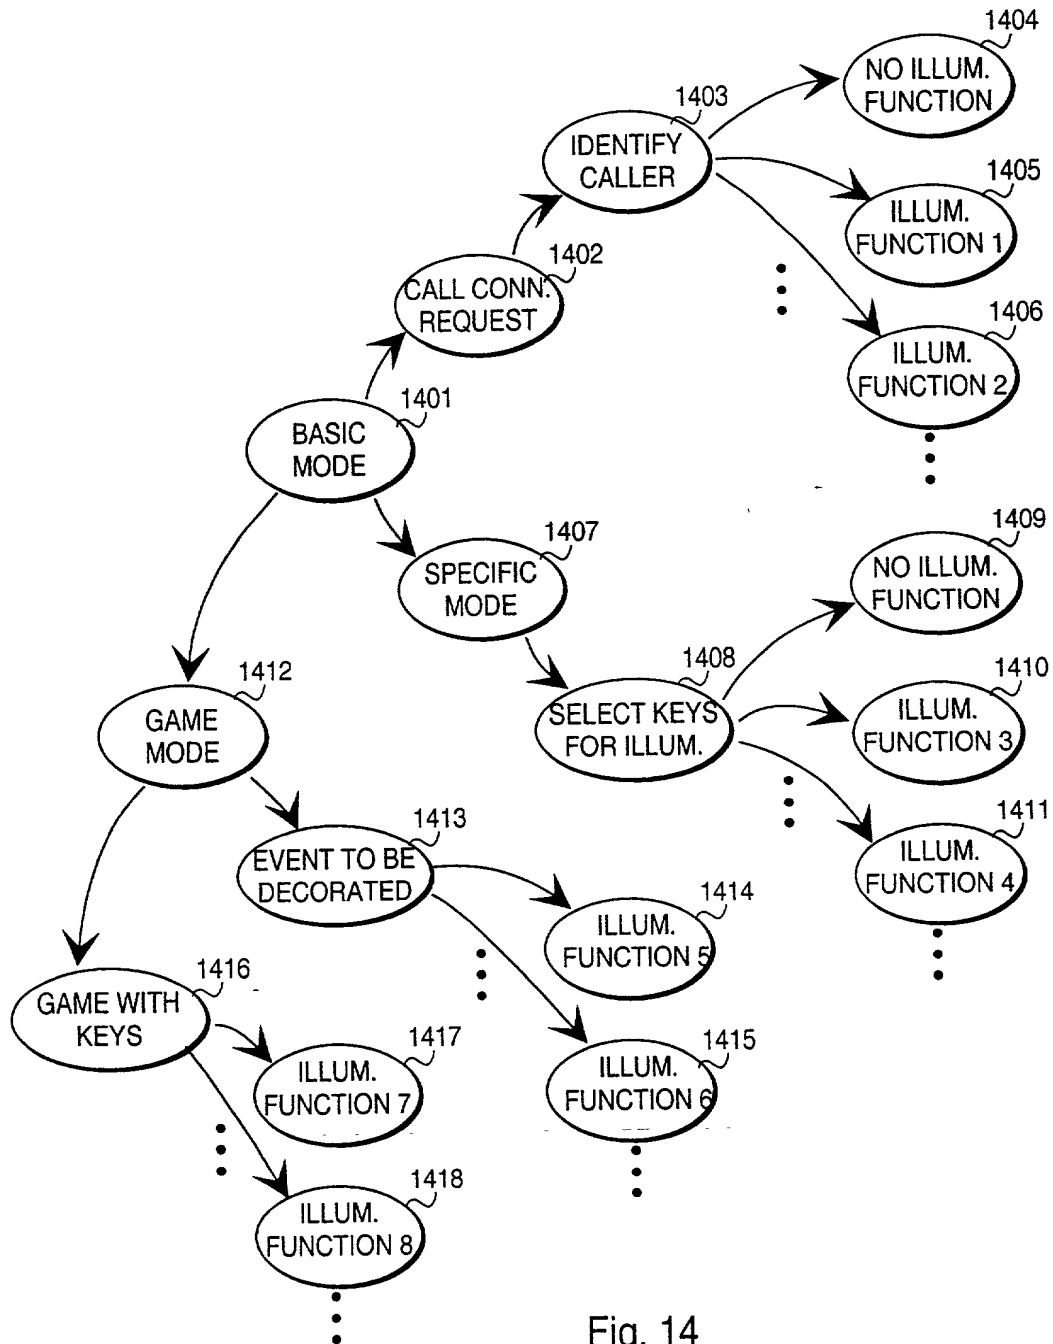 1404
NO ILLUM.
FUNCTION
1403
IDENTIFY
CALLER
1405
ILLUM.
FUNCTION 1
1402
CALL CONN.
REQUEST
1406
ILLUM.
FUNCTION 2
1401
BASIC
MODE
1409
NO ILLUM.
FUNCTION
1407
SPECIFIC
MODE
1408
SELECT KEYS
FOR ILLUM.
1410
ILLUM.
FUNCTION 3
1412
GAME
MODE
1411
ILLUM.
FUNCTION 4
1413
EVENT TO BE
DECORATED
1414
ILLUM.
FUNCTION 5
1416
GAME WITH
KEYS
1417
ILLUM.
FUNCTION 7
1415
ILLUM.
FUNCTION 6
1418
ILLUM.
FUNCTION 8
Fig. 14